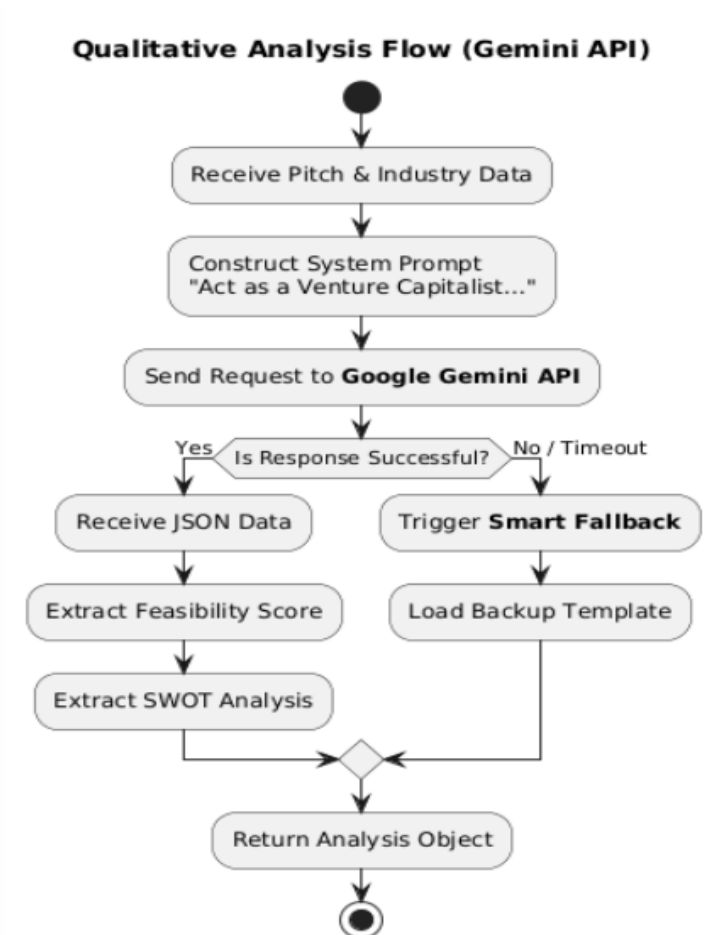 Qualitative Analysis Flow (Gemini API)
Receive Pitch & Industry Data
Construct System Prompt
"Act as a Venture Capitalist..."
Send Request to Google Gemini API
Is Response Successful?
Yes
No / Timeout
Receive JSON Data
Trigger Smart Fallback
Extract Feasibility Score
Load Backup Template
Extract SWOT Analysis
Return Analysis Object